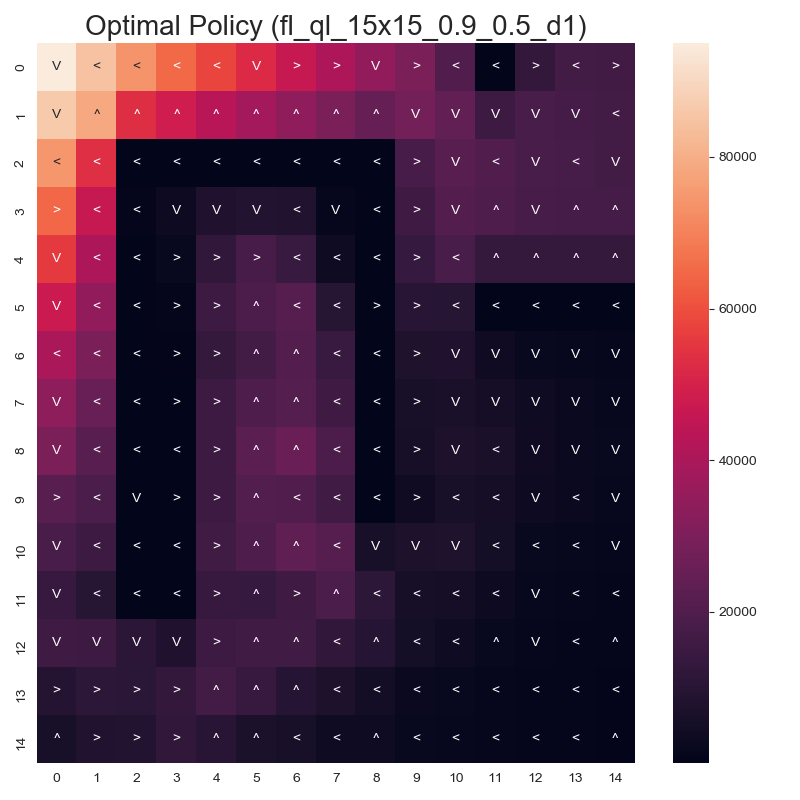 Optimal Policy (fl_ql_15x15_0.9_0.5_d1)
0 V < < < < V > > V > < < > < >
1 V ^ ^ ^ ^ ^ ^ ^ ^ V V V V V <
2 < < < < < < < < < > V < V < V
3 > < < V V V < V < > V ^ V ^ ^
4 V < < > > > < < < > < ^ ^ ^ ^
5 V < < > > ^ < < > > < < < < <
6 < < < > > ^ ^ < < > V V V V V
7 V < < > > ^ ^ < < > V V V V V
8 V < < < > ^ ^ < < > V < V V V
9 > < V > > ^ < < < > < < V < V
10 V < < < > ^ ^ < V V V < < < V
11 V < < < > ^ > ^ < < < < V < <
12 V V V V > ^ ^ < ^ < < ^ V < ^
13 > > > > ^ ^ ^ < < < < < < < <
14 ^ > > > ^ ^ < < ^ < < < < < ^
0 1 2 3 4 5 6 7 8 9 10 11 12 13 14
80000
60000
40000
20000